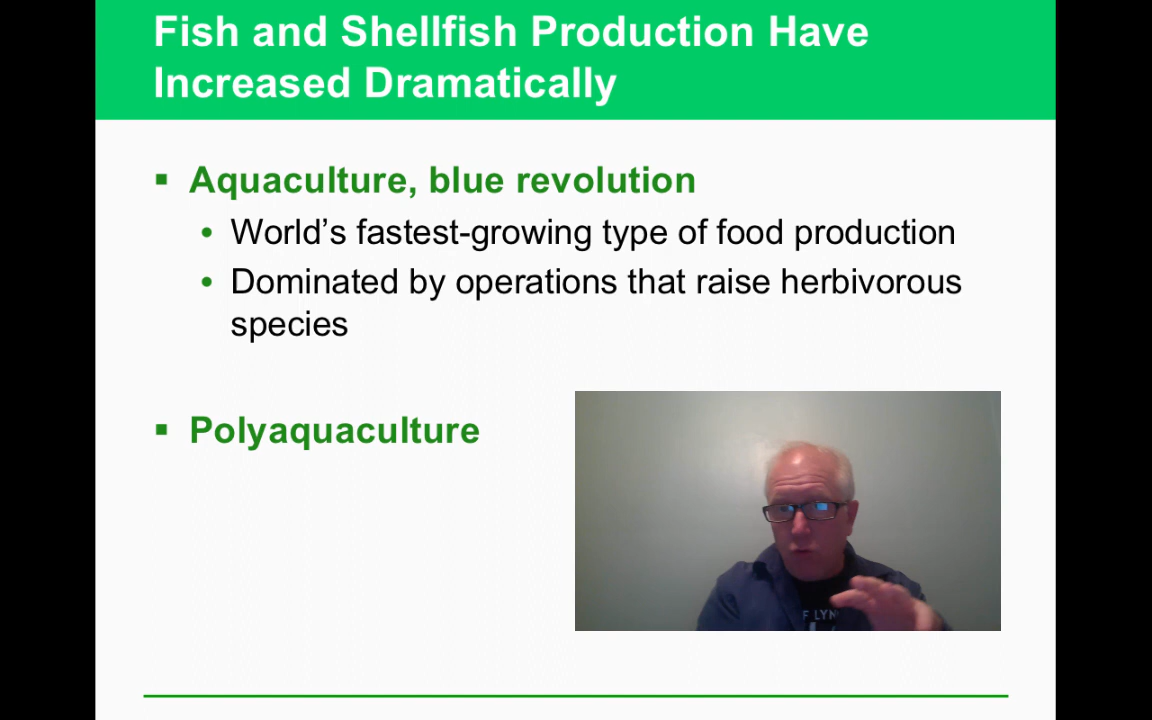 Fish and Shellfish Production Have
Increased Dramatically
▪ Aquaculture, blue revolution
• World’s fastest-growing type of food production
• Dominated by operations that raise herbivorous
species
▪ Polyaquaculture